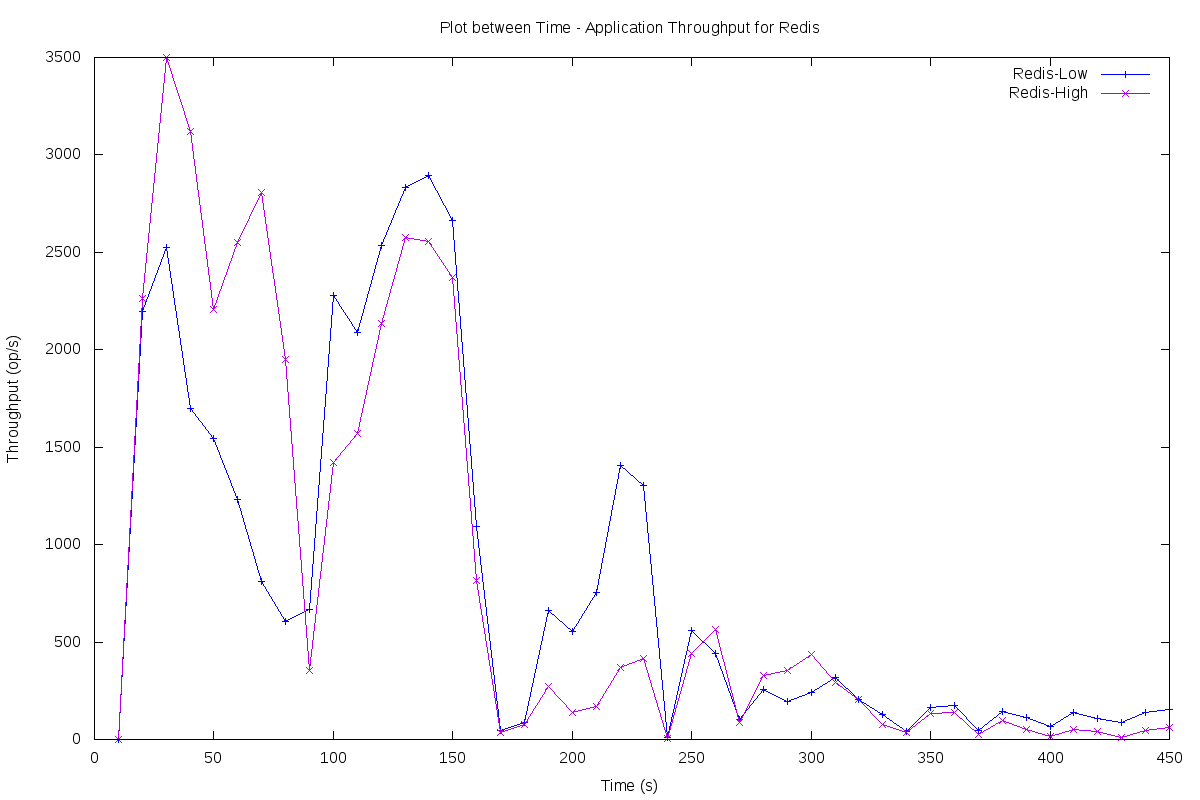 Plot between Time - Application Throughput for Redis
3500
3000
2500
2000
1500
1000
500
0
Throughput (op/s)
Redis-Low
Redis-High
0 50 100 150 200 250 300 350 400 450
Time (s)